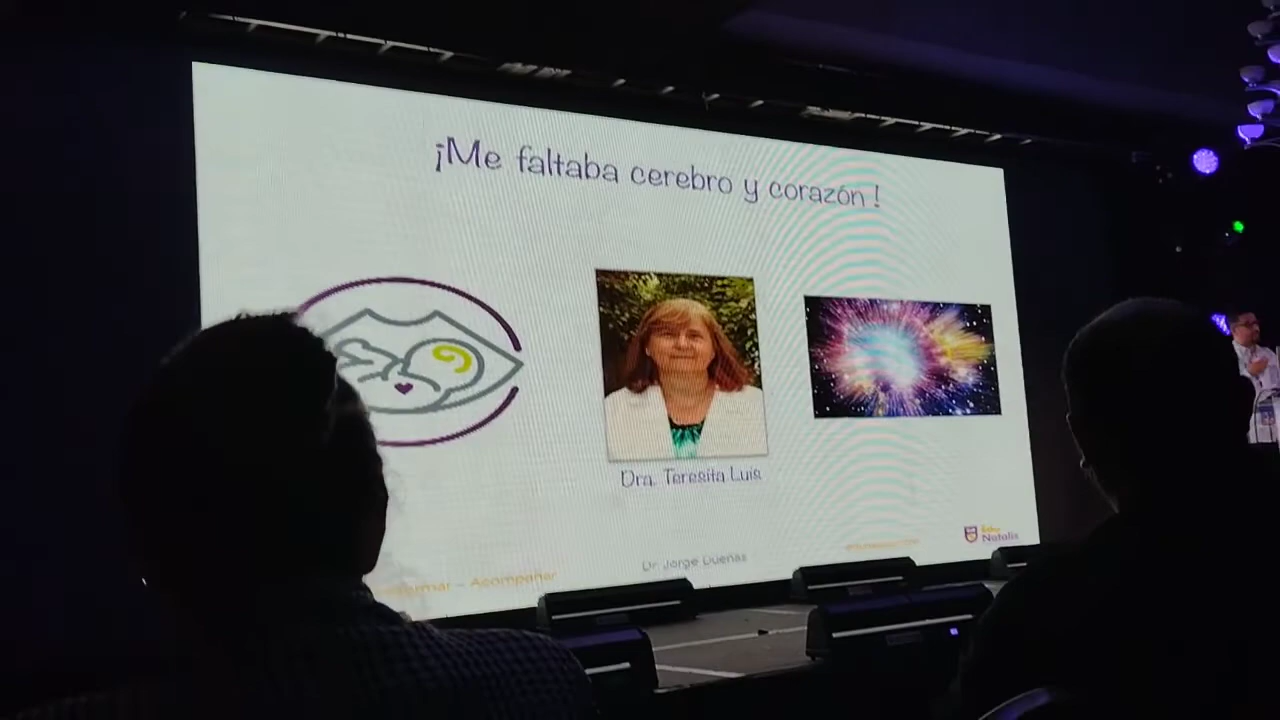 ¡Me faltaba cerebro y corazón !
Dra. Teresita Luis
Dr. Jorge Dueñas
- Acompañar
Natalis